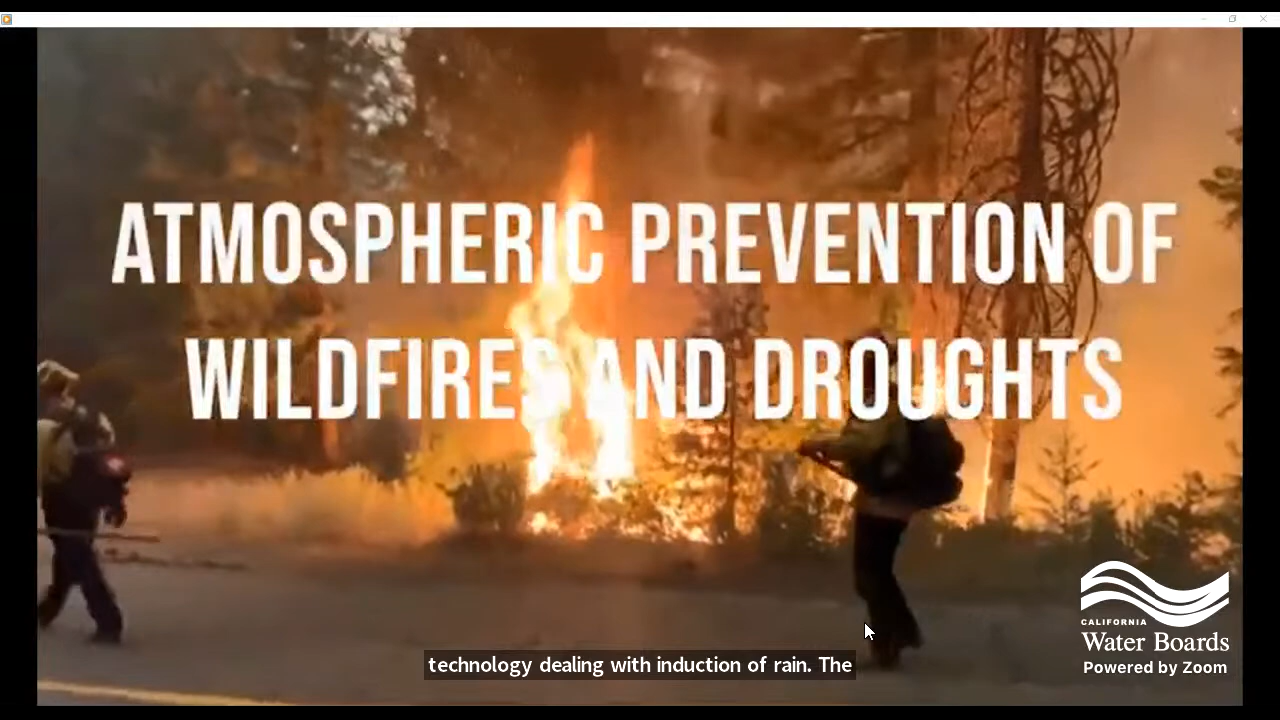 ATMOSPHERIC PREVENTION OF
WILDFIRES AND DROUGHTS
technology dealing with induction of rain. The
CALIFORNIA
Water Boards
Powered by Zoom